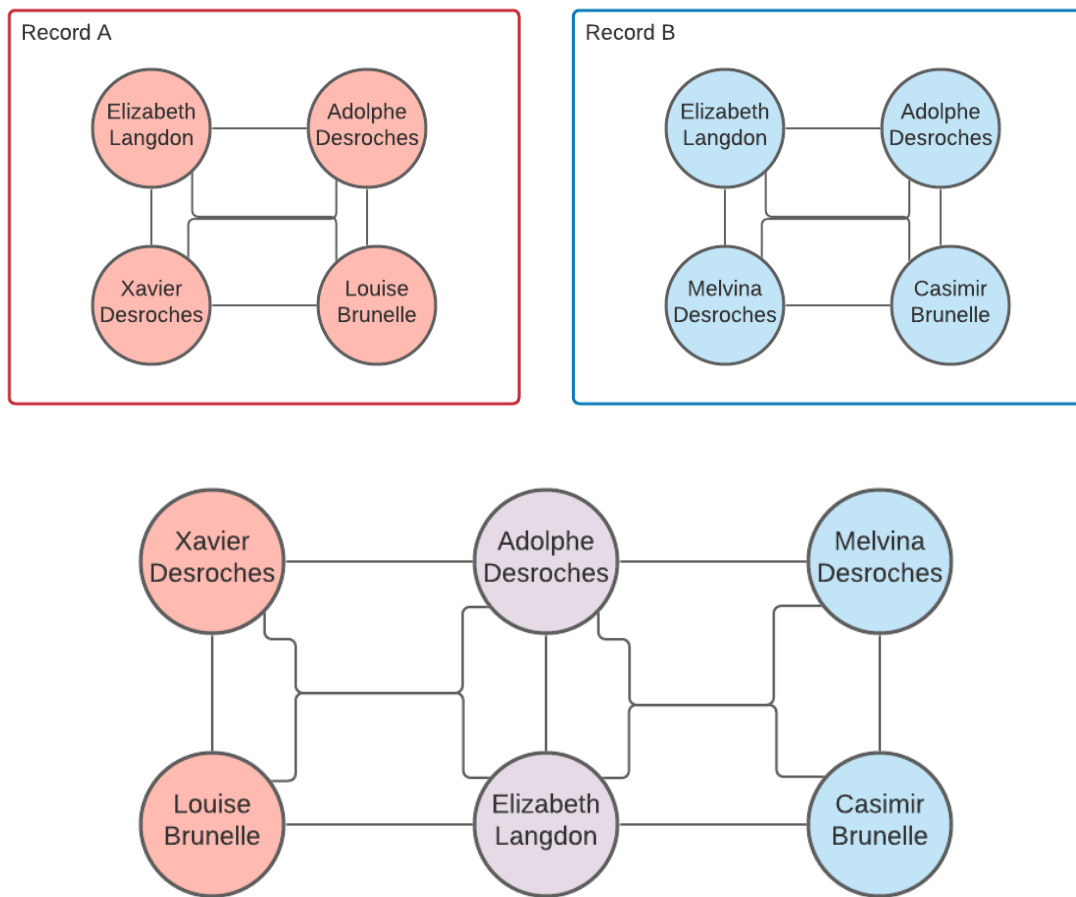 Record A
Elizabeth
Langdon
Adolphe
Desroches
Xavier
Desroches
Louise
Brunelle
Record B
Elizabeth
Langdon
Adolphe
Desroches
Melvina
Desroches
Casimir
Brunelle
Xavier
Desroches
Adolphe
Desroches
Melvina
Desroches
Louise
Brunelle
Elizabeth
Langdon
Casimir
Brunelle